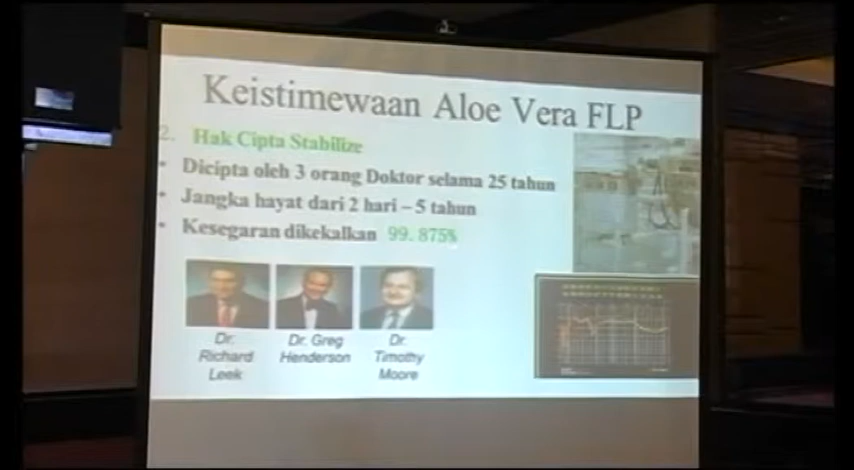 Keistimewaan Aloe Vera FLP
2. Hak Cipta Stabilize
• Dicipta oleh 3 orang Doktor selama 25 tahun
• Jangka hayat dari 2 hari – 5 tahun
• Kesegaran dikekalkan 99. 875%
Dr. Richard Leek
Dr. Greg Henderson
Dr. Timothy Moore